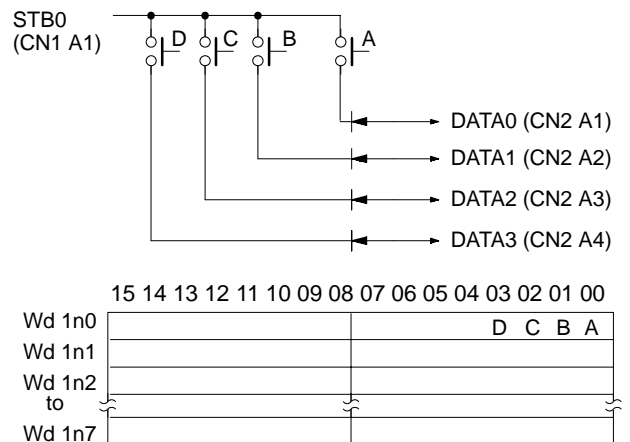 STB0
(CN1 A1)
D C B A
DATA0 (CN2 A1)
DATA1 (CN2 A2)
DATA2 (CN2 A3)
DATA3 (CN2 A4)
15 14 13 12 11 10 09 08 07 06 05 04 03 02 01 00
Wd 1n0 D C B A
Wd 1n1
Wd 1n2
to
Wd 1n7